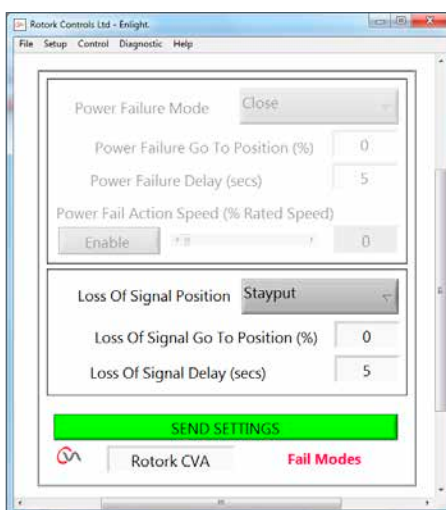 Rotork Controls Ltd - Enlight.
File Setup Control Diagnostic Help
Power Failure Mode Close
Power Failure Go To Position (%) 0
Power Failure Delay (secs) 5
Power Fail Action Speed (% Rated Speed)
Enable 0
Loss Of Signal Position Stayput
Loss Of Signal Go To Position (%) 0
Loss Of Signal Delay (secs) 5
SEND SETTINGS
Rotork CVA Fail Modes